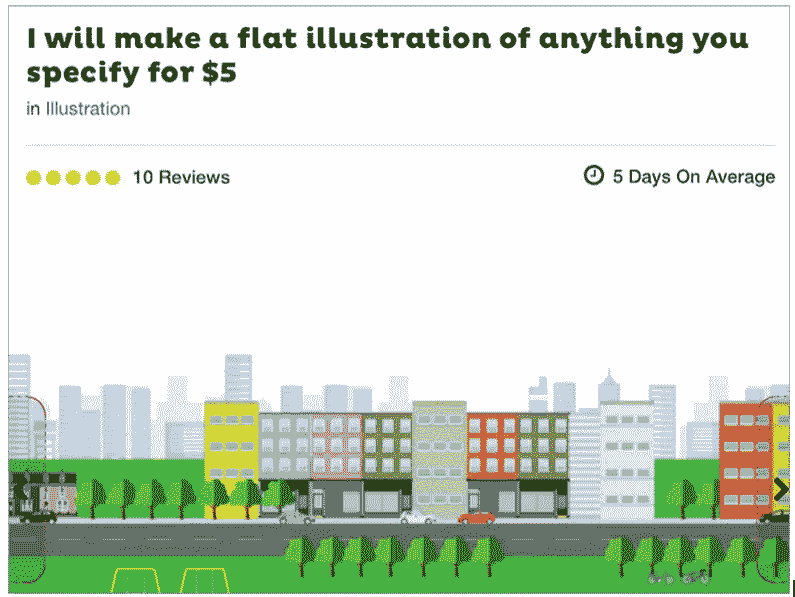 I will make a flat illustration of anything you
specify for $5
in Illustration
10 Reviews
5 Days On Average